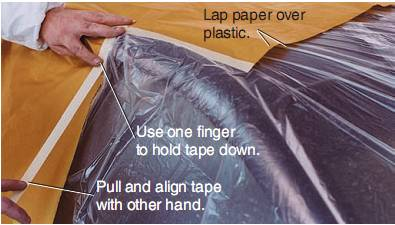 Lap paper over
plastic.
Use one finger
to hold tape down.
Pull and align tape
with other hand.